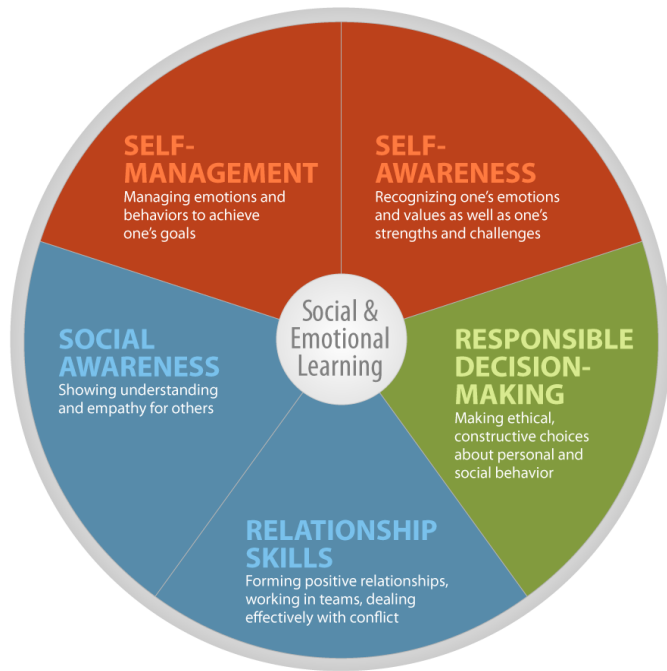 SELF-
MANAGEMENT
Managing emotions and
behaviors to achieve
one’s goals
SELF-
AWARENESS
Recognizing one’s emotions
and values as well as one’s
strengths and challenges
SOCIAL
AWARENESS
Showing understanding
and empathy for others
Social &
Emotional
Learning
RESPONSIBLE
DECISION-
MAKING
Making ethical,
constructive choices
about personal and
social behavior
RELATIONSHIP
SKILLS
Forming positive relationships,
working in teams, dealing
effectively with conflict